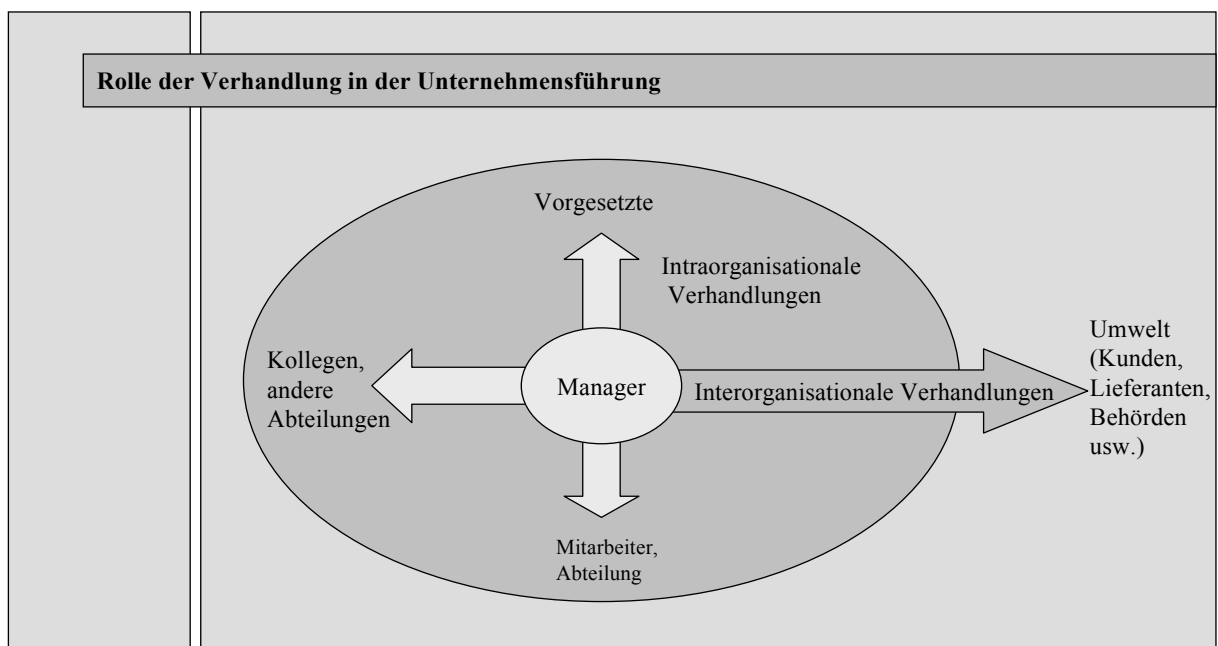 Rolle der Verhandlung in der Unternehmensführung
Vorgesetzte
Intraorganisationale
Verhandlungen
Kollegen,
andere
Abteilungen
Manager
Interorganisationale Verhandlungen
Umwelt
(Kunden,
Lieferanten,
Behörden
usw.)
Mitarbeiter,
Abteilung